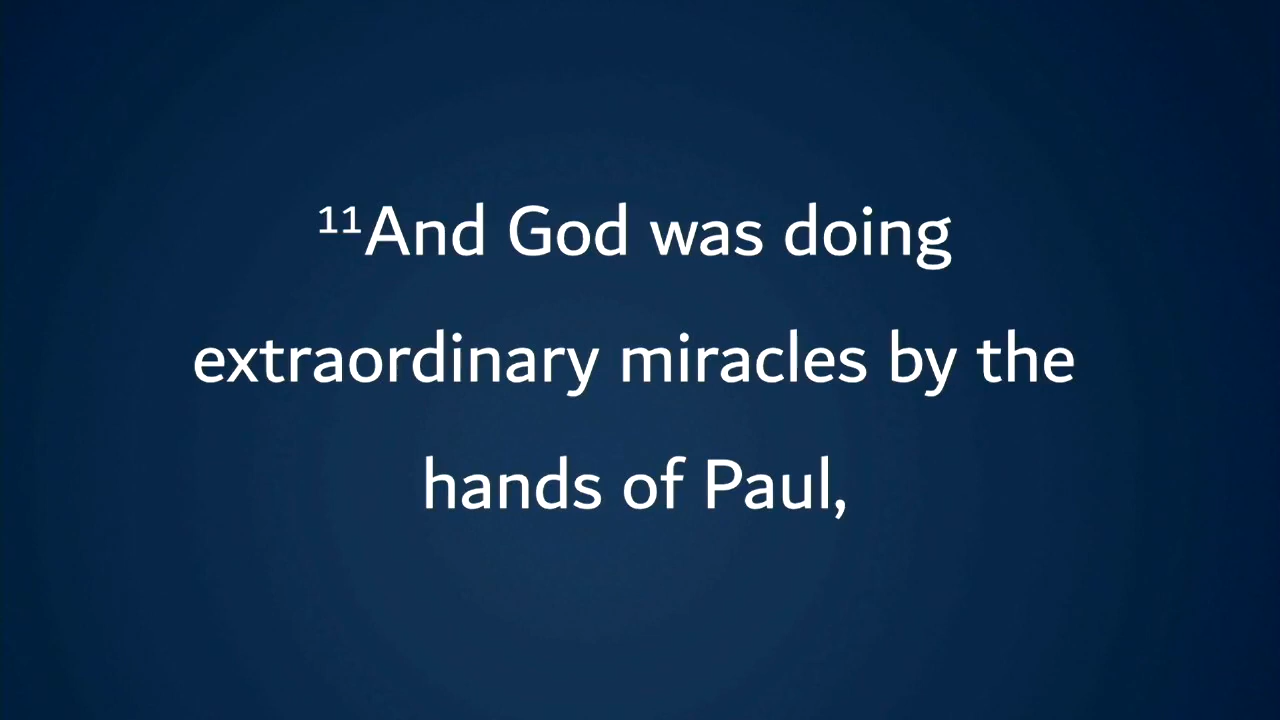 ¹¹And God was doing
extraordinary miracles by the
hands of Paul,